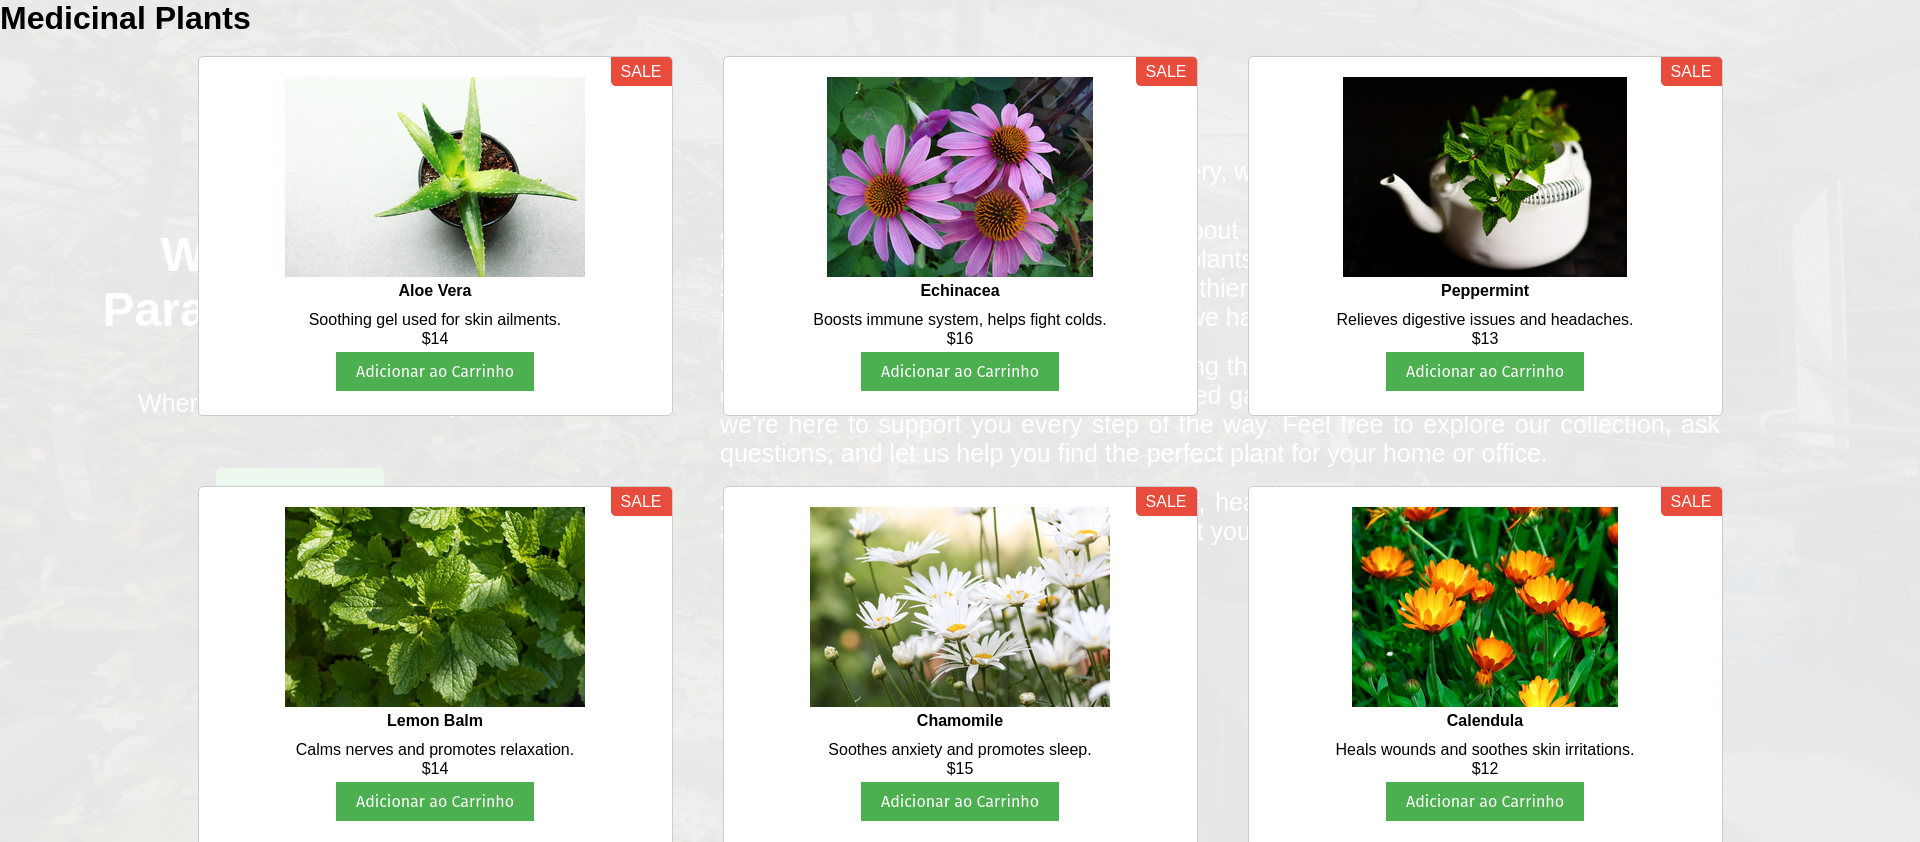 Medicinal Plants
SALE
Aloe Vera
Soothing gel used for skin ailments.
$14
Adicionar ao Carrinho
SALE
Echinacea
Boosts immune system, helps fight colds.
$16
Adicionar ao Carrinho
SALE
Peppermint
Relieves digestive issues and headaches.
$13
Adicionar ao Carrinho
we're here to support you every step of the way. Feel free to explore our collection, ask
questions, and let us help you find the perfect plant for your home or office.
SALE
Lemon Balm
Calms nerves and promotes relaxation.
$14
Adicionar ao Carrinho
SALE
Chamomile
Soothes anxiety and promotes sleep.
$15
Adicionar ao Carrinho
SALE
Calendula
Heals wounds and soothes skin irritations.
$12
Adicionar ao Carrinho